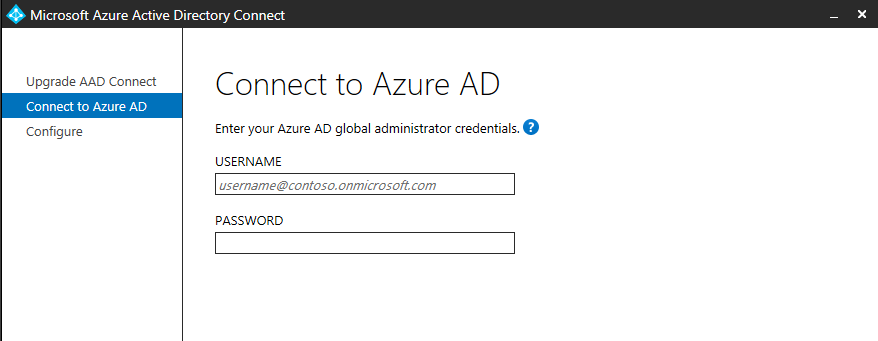 Microsoft Azure Active Directory Connect
Upgrade AAD Connect
Connect to Azure AD
Configure
Connect to Azure AD
Enter your Azure AD global administrator credentials. ?
USERNAME
username@contoso.onmicrosoft.com
PASSWORD